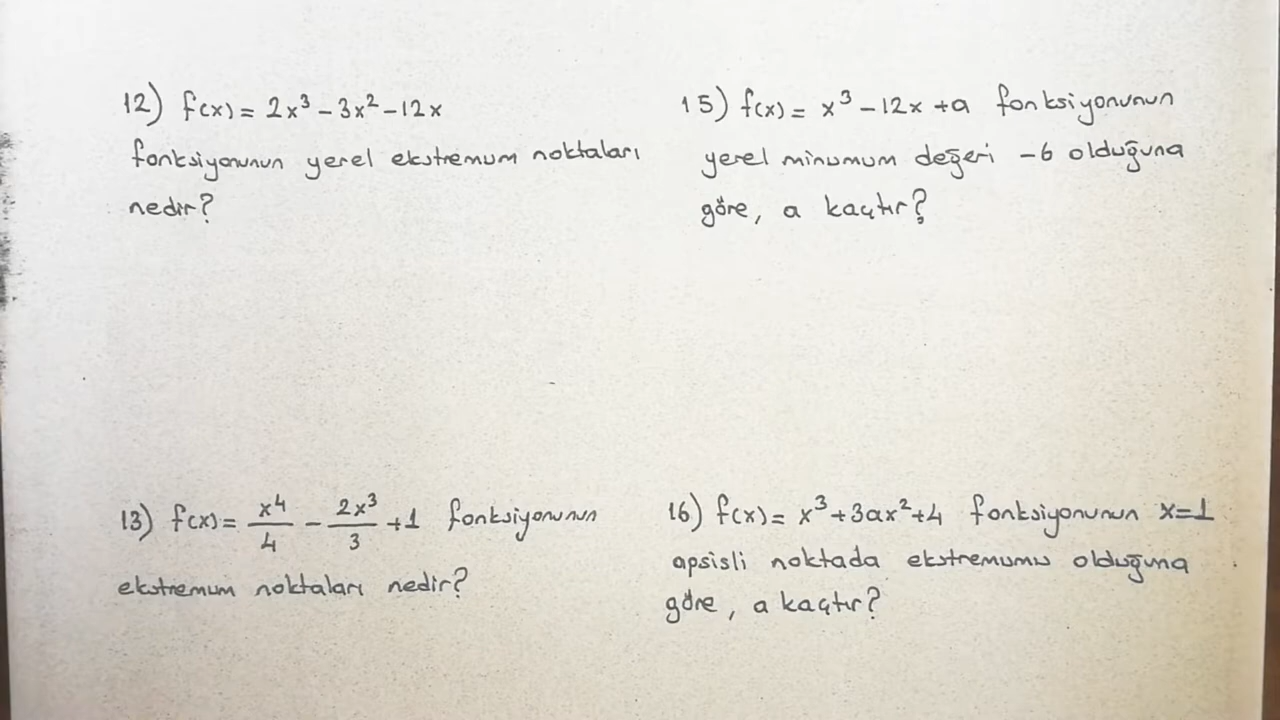 12) f(x) = 2x³ - 3x² - 12x
fonksiyonunun yerel ekstremum noktaları
nedir?
13) f(x) = x⁴/4 - 2x³/3 + 1 fonksiyonunun
ekstremum noktaları nedir?
15) f(x) = x³ - 12x + a fonksiyonunun
yerel minumum değeri -6 olduğuna
göre, a kaçtır?
16) f(x) = x³ + 3ax² + 4 fonksiyonunun x=1
apsisli noktada ekstremumu olduğuna
göre, a kaçtır?